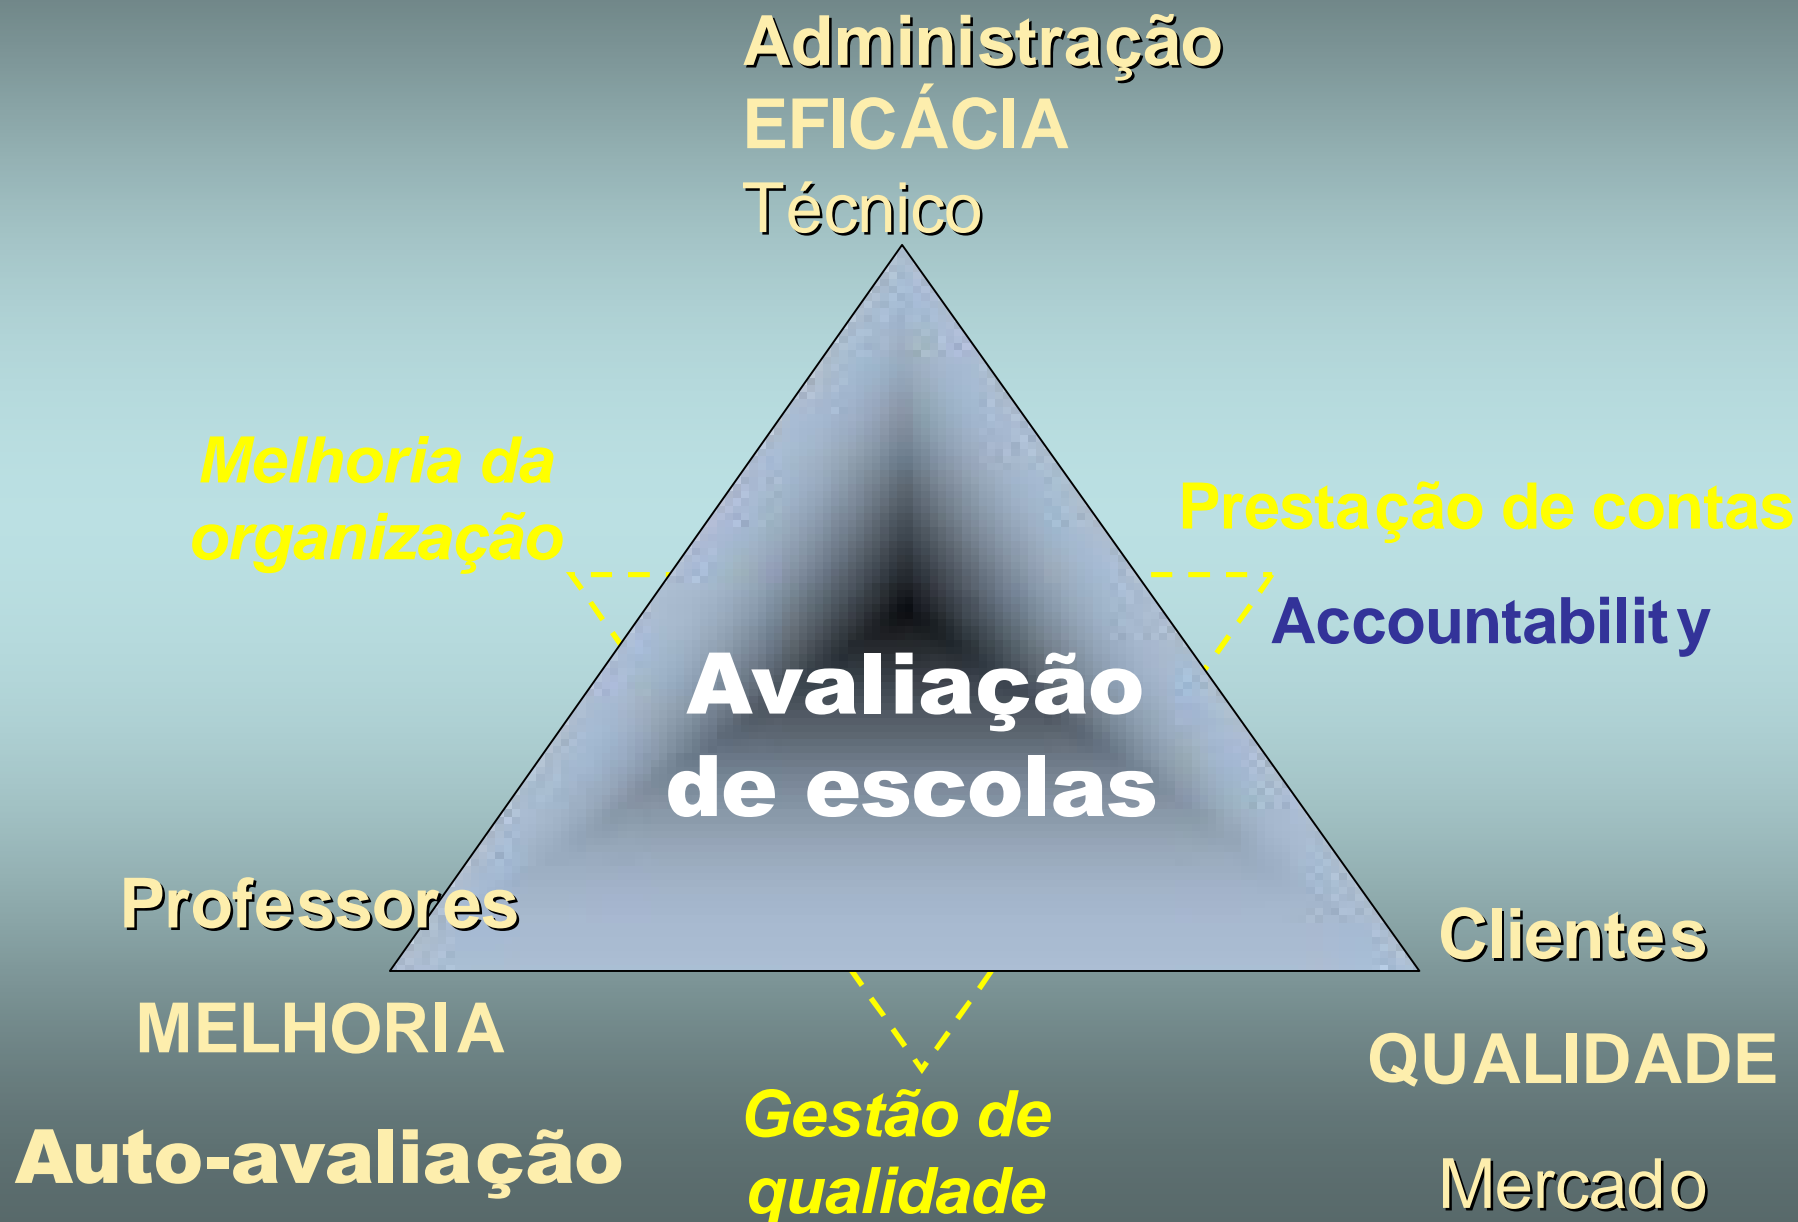 Administração
EFICÁCIA
Técnico
Melhoria da
organização
Prestação de contas
Accountability
Avaliação
de escolas
Professores
MELHORIA
Auto-avaliação
Clientes
QUALIDADE
Mercado
Gestão de
qualidade